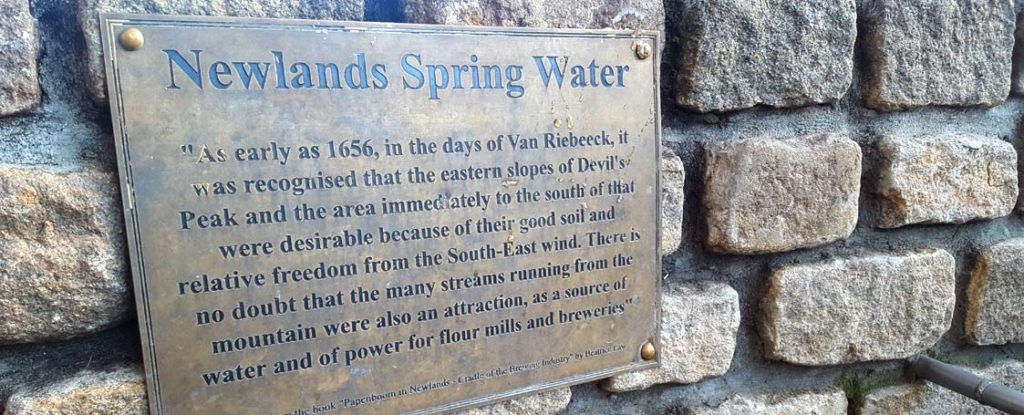 Newlands Spring Water
"As early as 1656, in the days of Van Riebeeck, it
was recognised that the eastern slopes of Devil's
Peak and the area immediately to the south of that
were desirable because of their good soil and
relative freedom from the South-East wind. There is
no doubt that the many streams running from the
mountain were also an attraction, as a source of
water and of power for flour mills and breweries"
the book "Papenboom in Newlands - Cradle of the Brewing Industry" by Beatrice Law